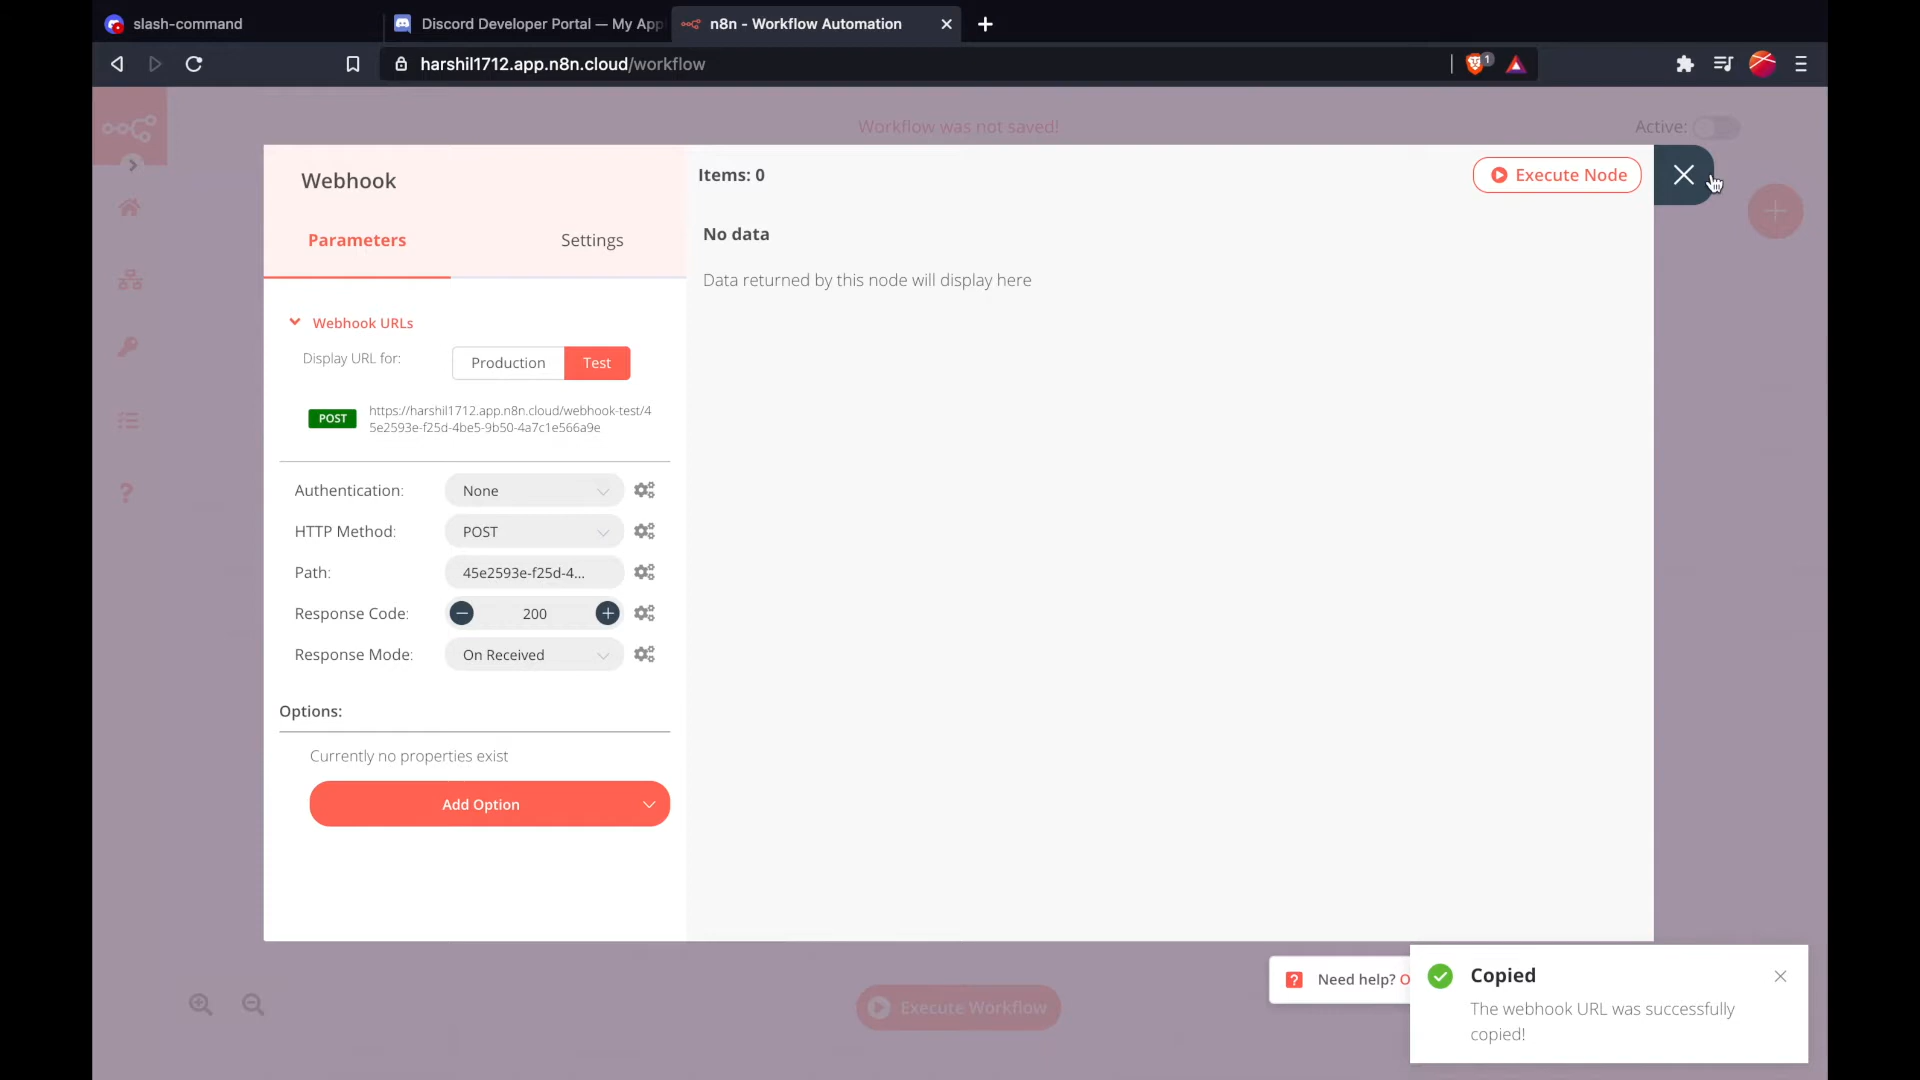 slash-command
Discord Developer Portal — My App
n8n - Workflow Automation
harshil1712.app.n8n.cloud/workflow
1
Workflow was not saved!
Active:
Webhook
Items: 0
Execute Node
Parameters
Settings
No data
Data returned by this node will display here
Webhook URLs
Display URL for:
Production
Test
POST
https://harshil1712.app.n8n.cloud/webhook-test/4
5e2593e-f25d-4be5-9b50-4a7c1e566a9e
Authentication:
None
HTTP Method:
POST
Path:
45e2593e-f25d-4...
Response Code:
200
Response Mode:
On Received
Options:
Currently no properties exist
Add Option
Execute Workflow
Need help? O
Copied
The webhook URL was successfully
copied!